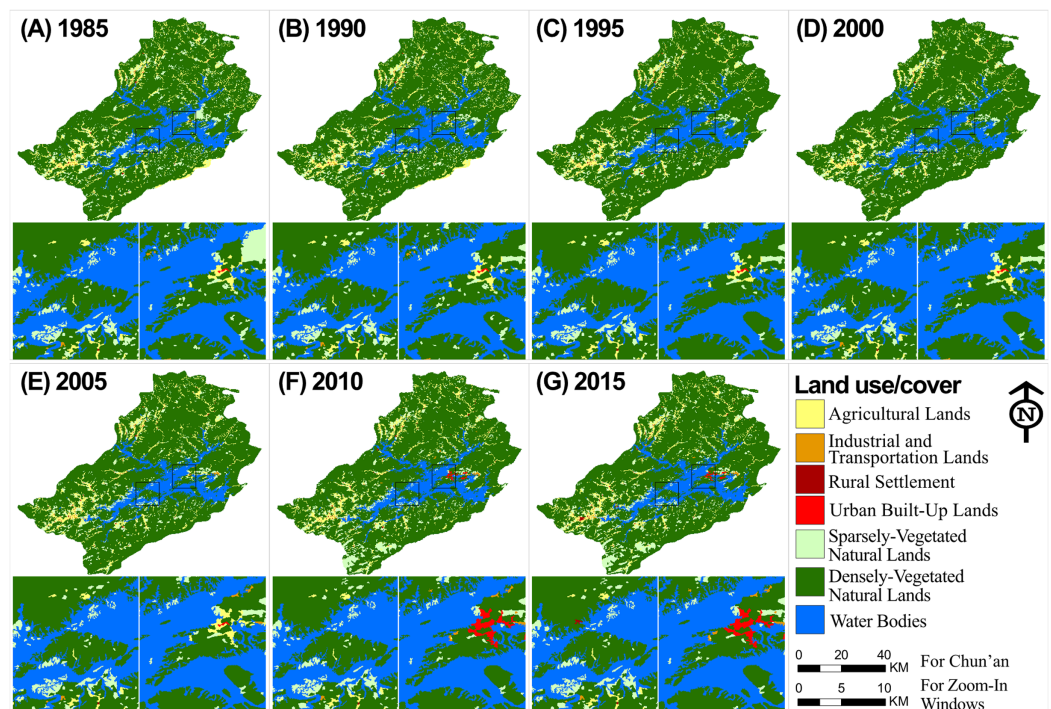 (A) 1985
(B) 1990
(C) 1995
(D) 2000
(E) 2005
(F) 2010
(G) 2015
Land use/cover
N
Agricultural Lands
Industrial and
Transportation Lands
Rural Settlement
Urban Built-Up Lands
Sparsely-Vegetated
Natural Lands
Densely-Vegetated
Natural Lands
Water Bodies
0 20 40
KM
For Chun'an
0 5 10
KM
For Zoom-In
Windows